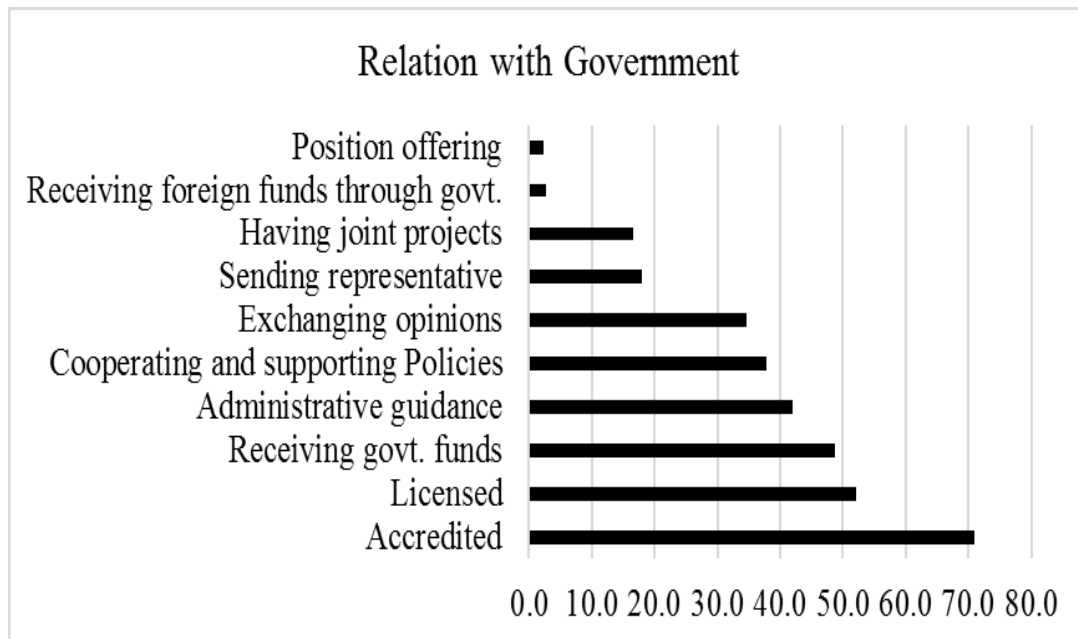 Relation with Government
Position offering
Receiving foreign funds through govt.
Having joint projects
Sending representative
Exchanging opinions
Cooperating and supporting Policies
Administrative guidance
Receiving govt. funds
Licensed
Accredited
0.0 10.0 20.0 30.0 40.0 50.0 60.0 70.0 80.0